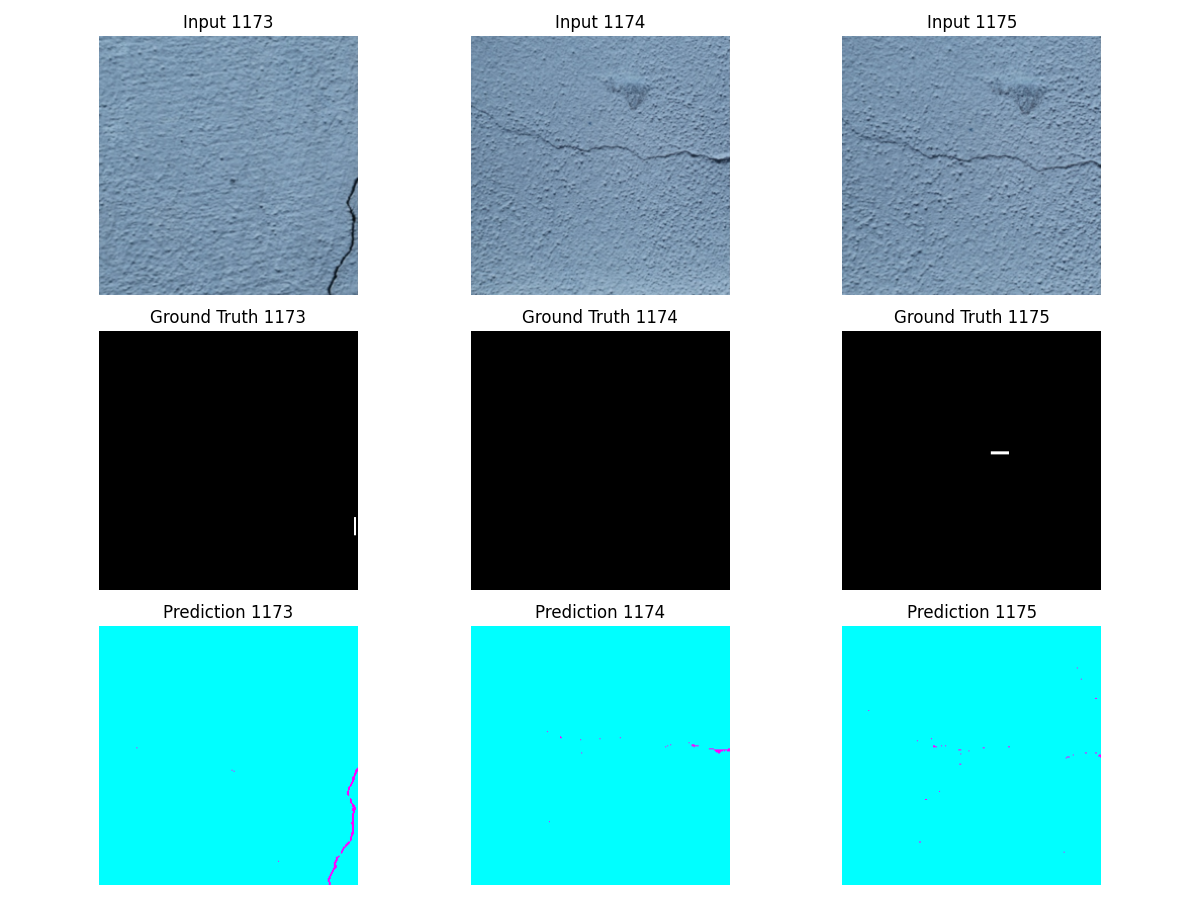 Input 1173
Input 1174
Input 1175
Ground Truth 1173
Ground Truth 1174
Ground Truth 1175
Prediction 1173
Prediction 1174
Prediction 1175